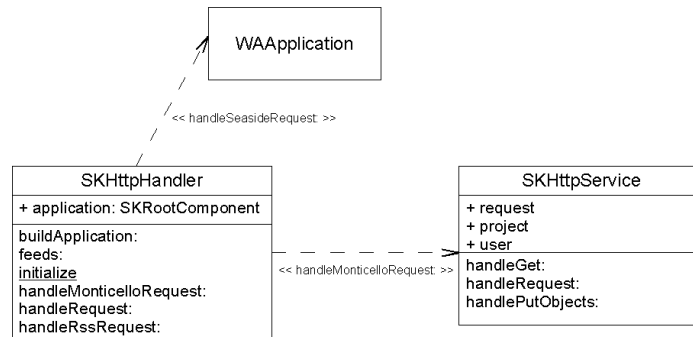 WAApplication
<< handleSeasideRequest: >>
SKHttpHandler
+ application: SKRootComponent
buildApplication:
feeds:
initialize
handleMonticelloRequest:
handleRequest:
handleRssRequest:
<< handleMonticelloRequest: >>
SKHttpService
+ request
+ project
+ user
handleGet:
handleRequest:
handlePutObjects: